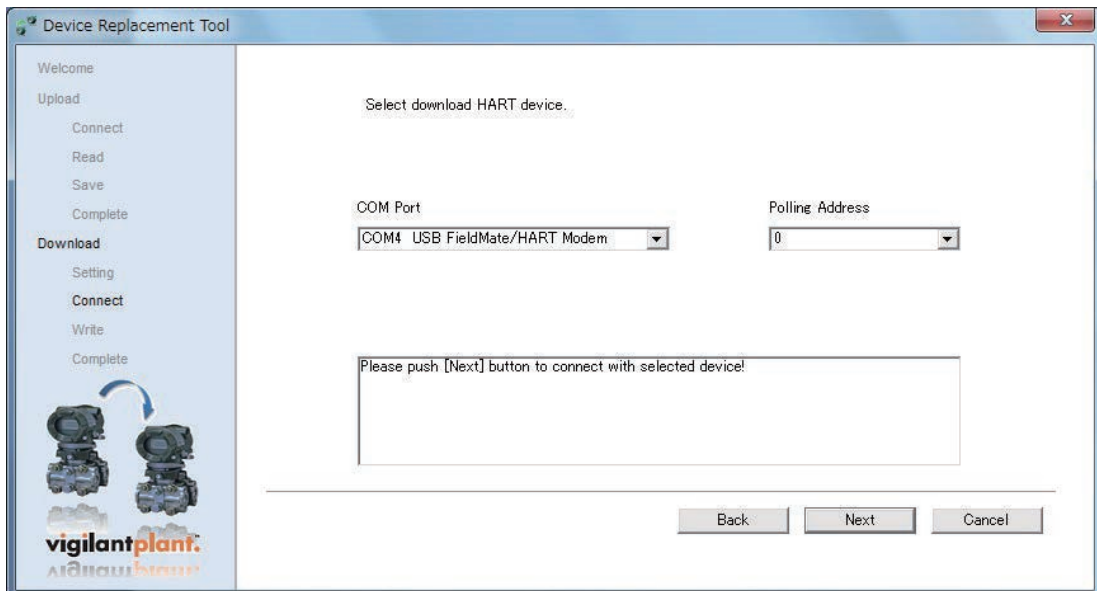 Device Replacement Tool
Welcome
Upload
Connect
Read
Save
Complete
Download
Setting
Connect
Write
Complete
vigilantplant.™
Select download HART device.
COM Port
Polling Address
COM4 USB FieldMate/HART Modem
0
Please push [Next] button to connect with selected device!
Back
Next
Cancel